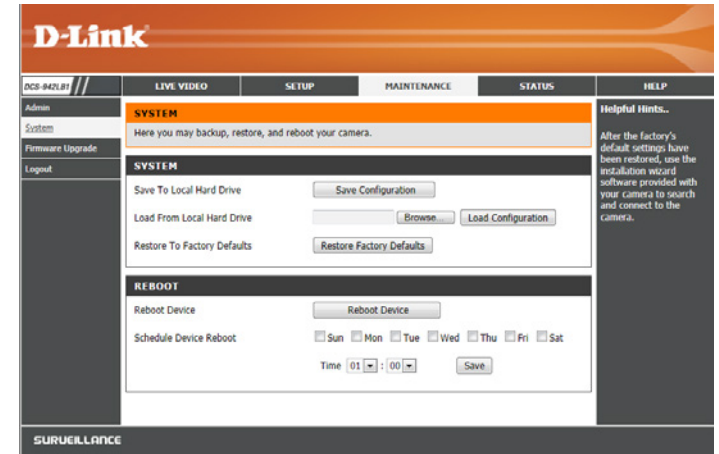 D-Link
DCS-942LB1
LIVE VIDEO
SETUP
MAINTENANCE
STATUS
HELP
Admin
System
Firmware Upgrade
Logout
SYSTEM
Here you may backup, restore, and reboot your camera.
SYSTEM
Save To Local Hard Drive
Save Configuration
Load From Local Hard Drive
Browse...
Load Configuration
Restore To Factory Defaults
Restore Factory Defaults
REBOOT
Reboot Device
Reboot Device
Schedule Device Reboot
Sun Mon Tue Wed Thu Fri Sat
Time 01 : 00
Save
Helpful Hints..
After the factory's
default settings have
been restored, use the
installation wizard
software provided with
your camera to search
and connect to the
camera.
SURVEILLANCE